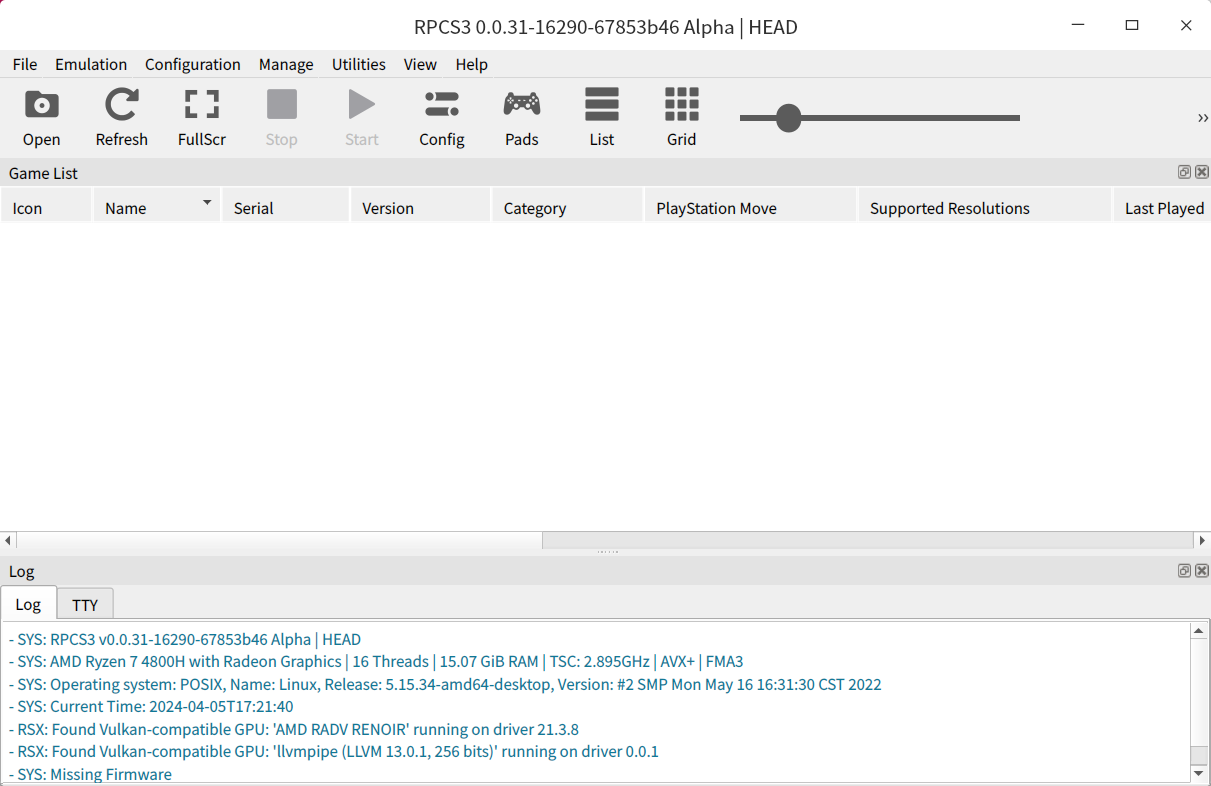 RPCS3 0.0.31-16290-67853b46 Alpha | HEAD
File Emulation Configuration Manage Utilities View Help
Open Refresh FullScr Stop Start Config Pads List Grid
Game List
Icon Name Serial Version Category PlayStation Move Supported Resolutions Last Played
Log
Log TTY
- SYS: RPCS3 v0.0.31-16290-67853b46 Alpha | HEAD
- SYS: AMD Ryzen 7 4800H with Radeon Graphics | 16 Threads | 15.07 GiB RAM | TSC: 2.895GHz | AVX+ | FMA3
- SYS: Operating system: POSIX, Name: Linux, Release: 5.15.34-amd64-desktop, Version: #2 SMP Mon May 16 16:31:30 CST 2022
- SYS: Current Time: 2024-04-05T17:21:40
- RSX: Found Vulkan-compatible GPU: 'AMD RADV RENOIR' running on driver 21.3.8
- RSX: Found Vulkan-compatible GPU: 'llvmpipe (LLVM 13.0.1, 256 bits)' running on driver 0.0.1
- SYS: Missing Firmware